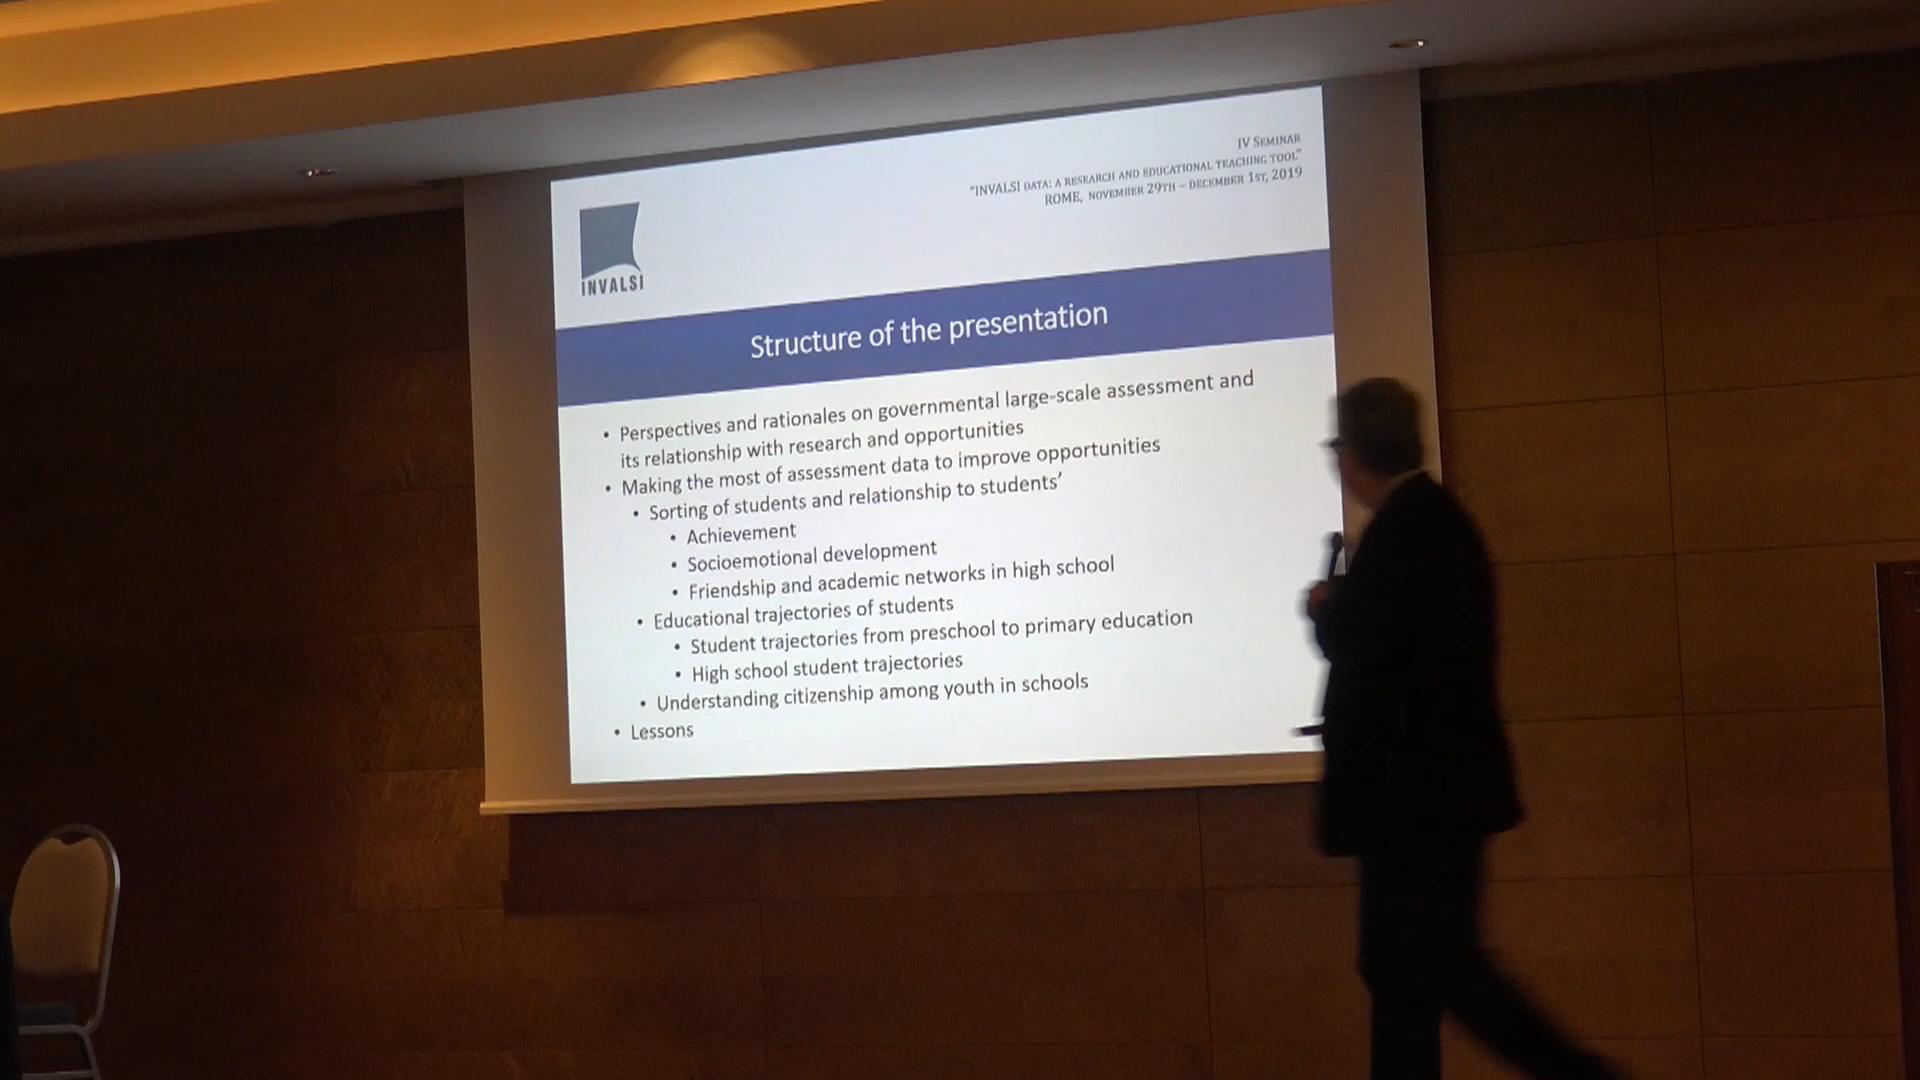 IV SEMINAR
"INVALSI DATA: A RESEARCH AND EDUCATIONAL TEACHING TOOL"
ROME, NOVEMBER 29TH – DECEMBER 1ST, 2019
INVALSI
Structure of the presentation
• Perspectives and rationales on governmental large-scale assessment and
its relationship with research and opportunities
• Making the most of assessment data to improve opportunities
• Sorting of students and relationship to students'
• Achievement
• Socioemotional development
• Friendship and academic networks in high school
• Educational trajectories of students
• Student trajectories from preschool to primary education
• High school student trajectories
• Understanding citizenship among youth in schools
• Lessons